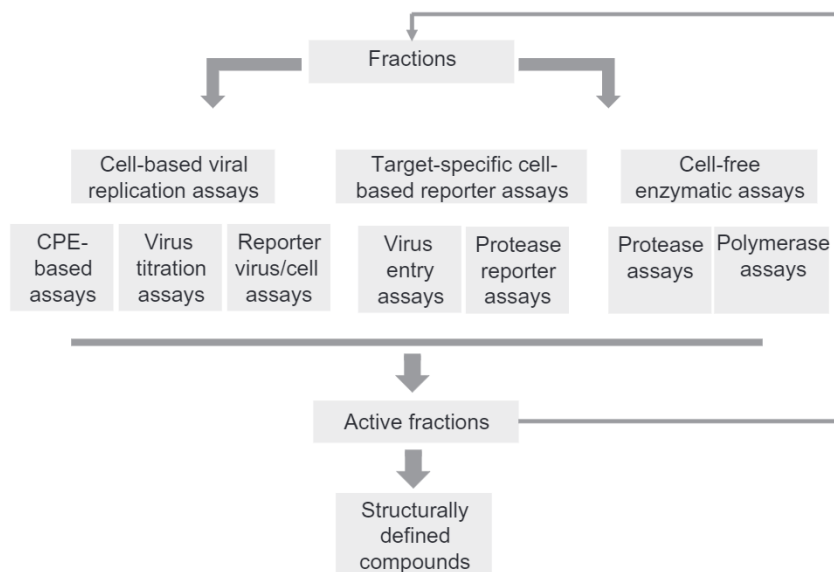 Fractions
Cell-based viral
replication assays
Target-specific cell-
based reporter assays
Cell-free
enzymatic assays
CPE-
based
assays
Virus
titration
assays
Reporter
virus/cell
assays
Virus
entry
assays
Protease
reporter
assays
Protease
assays
Polymerase
assays
Active fractions
Structurally
defined
compounds